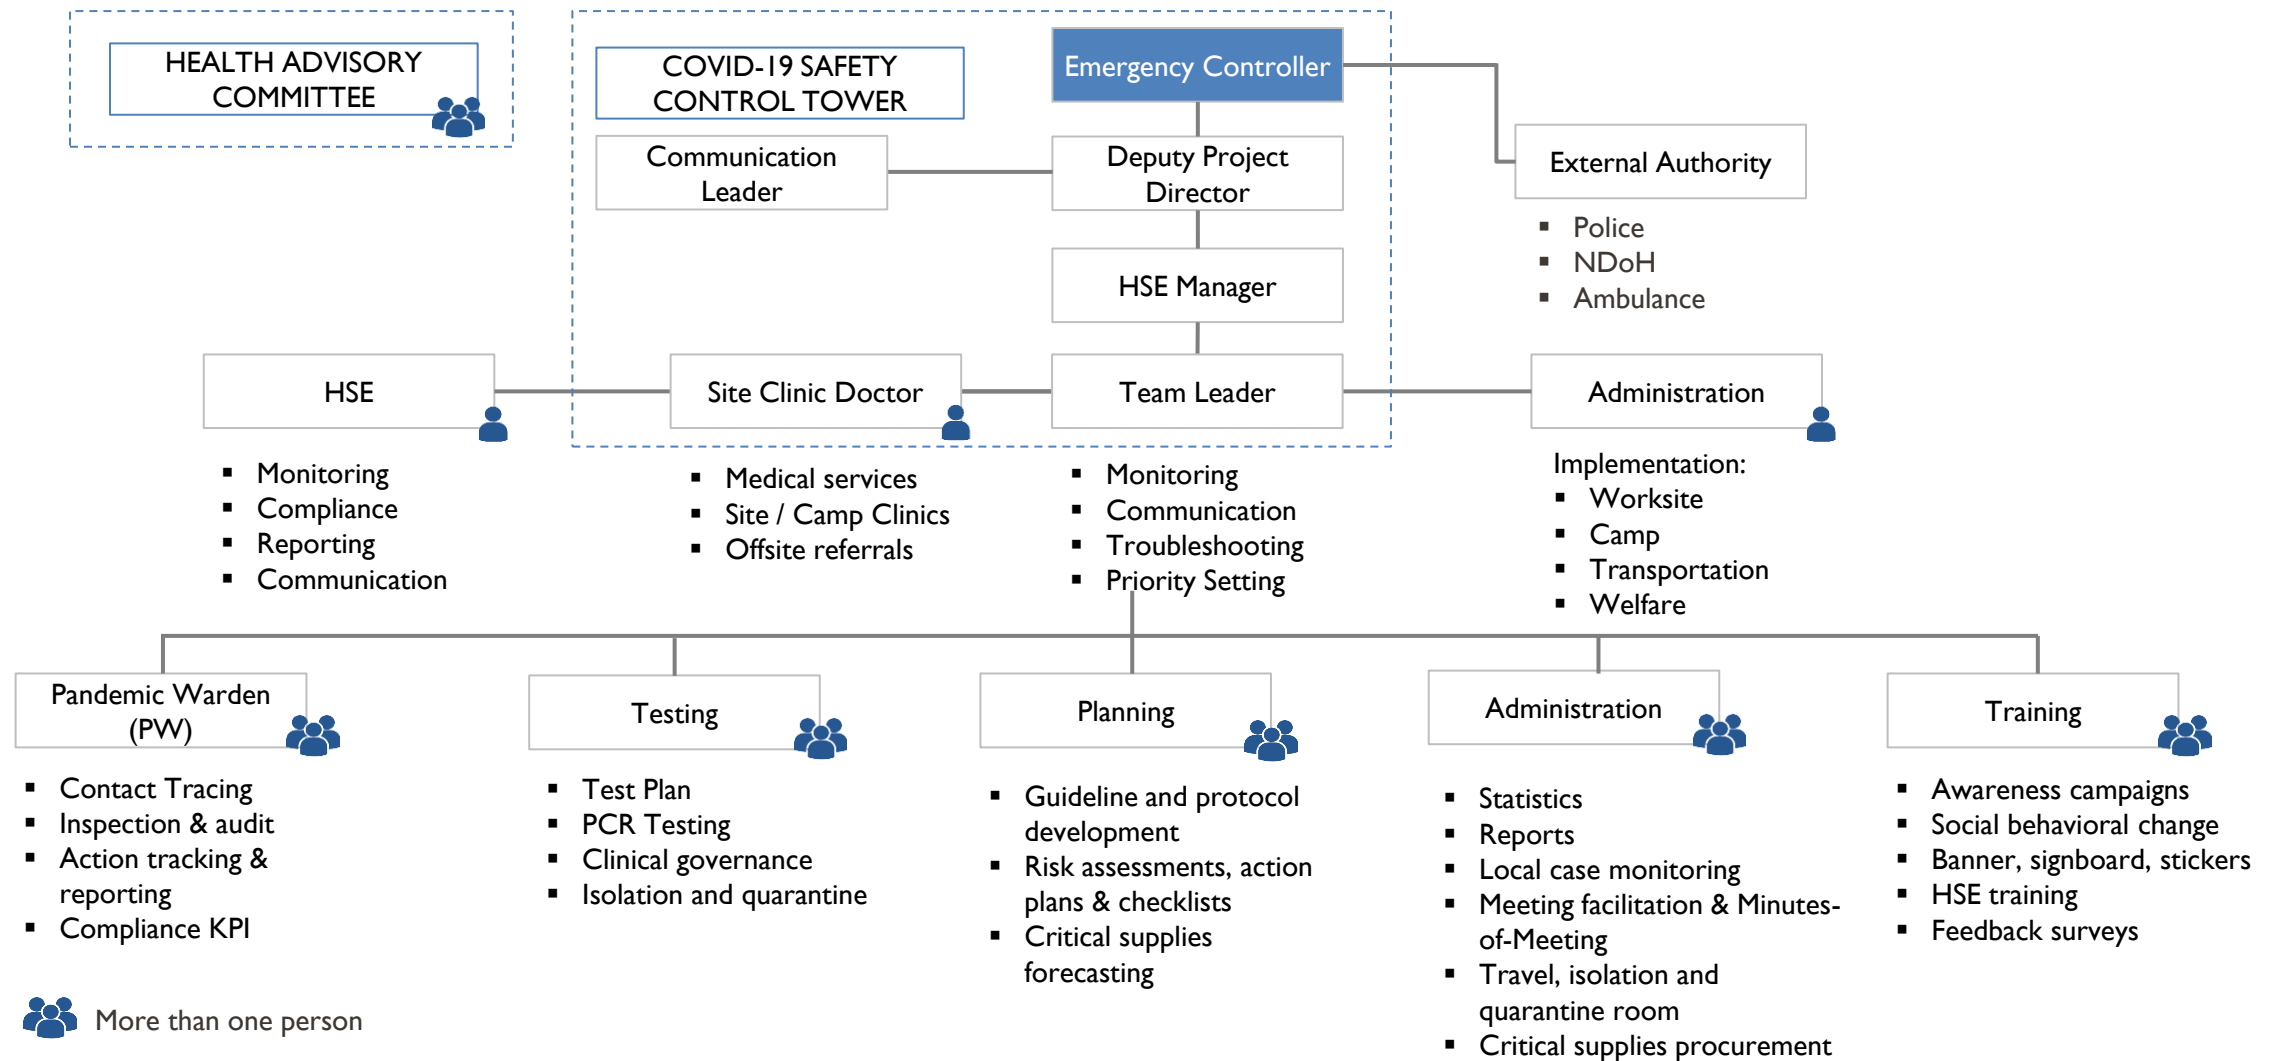 HEALTH ADVISORY
COMMITTEE
COVID-19 SAFETY
CONTROL TOWER
Emergency Controller
Communication
Leader
Deputy Project
Director
External Authority
▪ Police
▪ NDoH
▪ Ambulance
HSE Manager
HSE
Site Clinic Doctor
Team Leader
Administration
▪ Monitoring
▪ Compliance
▪ Reporting
▪ Communication
▪ Medical services
▪ Site / Camp Clinics
▪ Offsite referrals
▪ Monitoring
▪ Communication
▪ Troubleshooting
▪ Priority Setting
Implementation:
▪ Worksite
▪ Camp
▪ Transportation
▪ Welfare
Pandemic Warden
(PW)
▪ Contact Tracing
▪ Inspection & audit
▪ Action tracking &
reporting
▪ Compliance KPI
Testing
▪ Test Plan
▪ PCR Testing
▪ Clinical governance
▪ Isolation and quarantine
Planning
▪ Guideline and protocol
development
▪ Risk assessments, action
plans & checklists
▪ Critical supplies
forecasting
Administration
▪ Statistics
▪ Reports
▪ Local case monitoring
▪ Meeting facilitation & Minutes-
of-Meeting
▪ Travel, isolation and
quarantine room
▪ Critical supplies procurement
Training
▪ Awareness campaigns
▪ Social behavioral change
▪ Banner, signboard, stickers
▪ HSE training
▪ Feedback surveys
More than one person